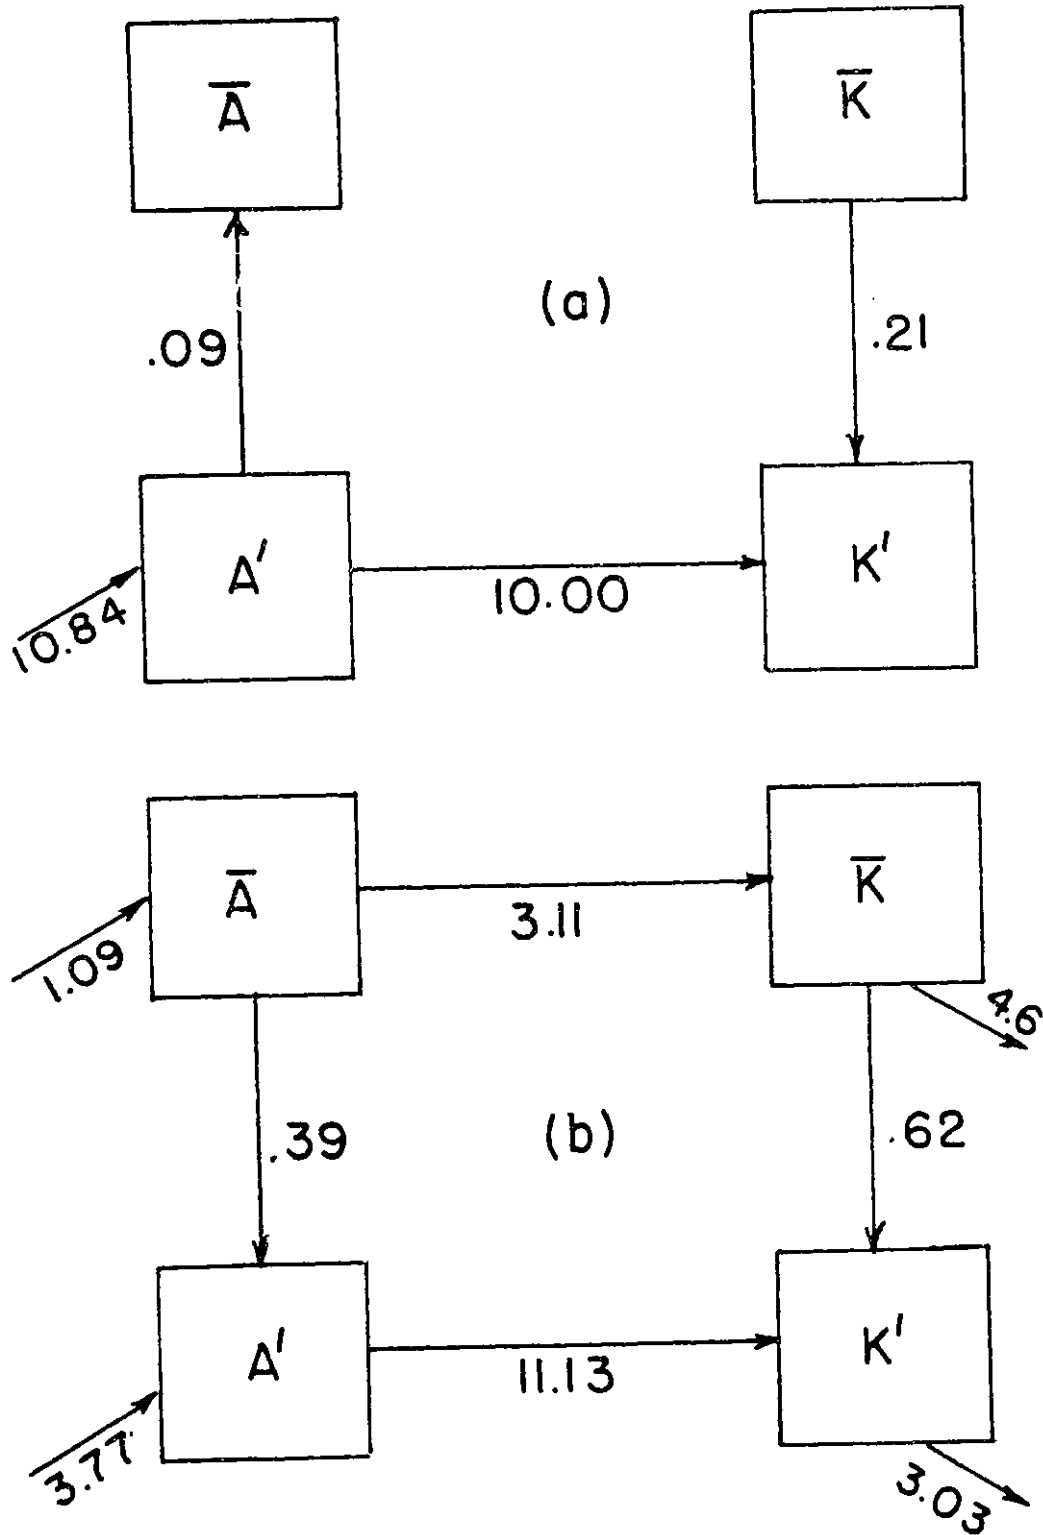 A̅ K̅
(a)
.09 .21
A′ K′
10.00
10.84
A̅ K̅
3.11
1.09
4.6
.39 (b) .62
A′ K′
11.13
3.77
3.03